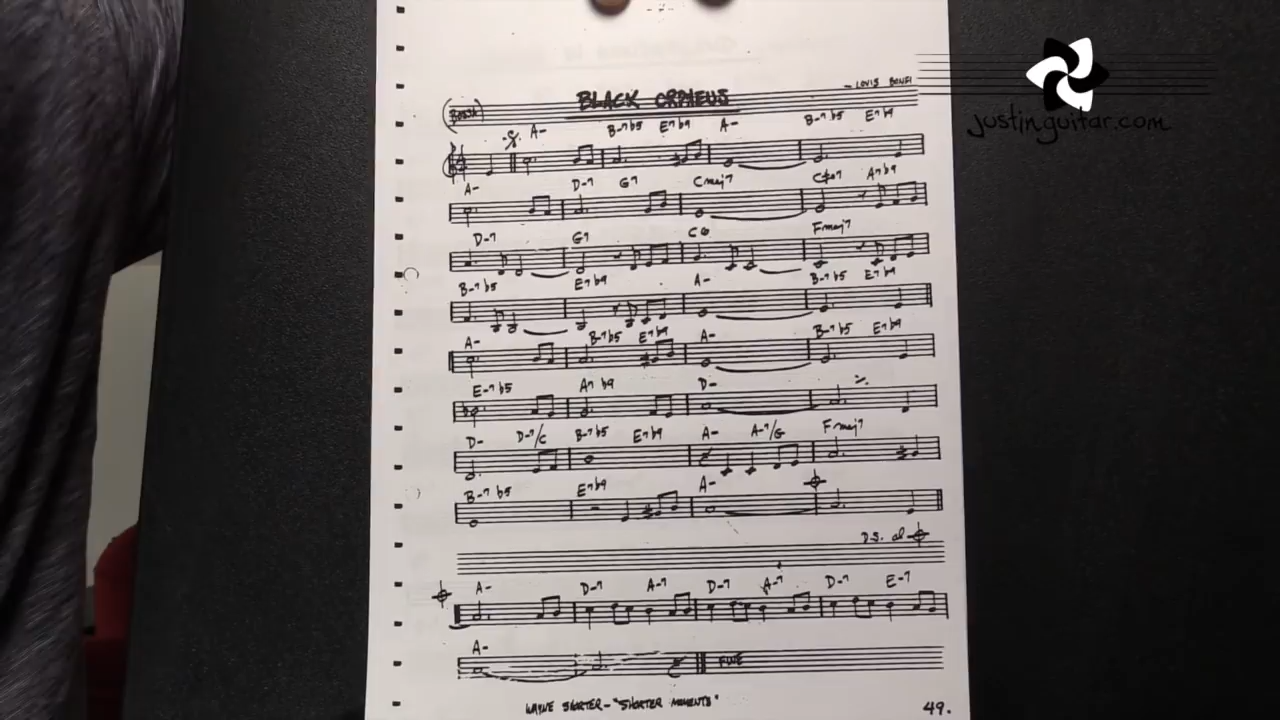 justinguitar.com
BLACK ORPHEUS
- LOUIS BONFI
(BOSSA)
A- B-7b5 E7b9 A- B-7b5 E7b9
A- D-7 G7 Cmaj7 C#o7 A7b9
D-7 G7 C6 Fmaj7
B-7b5 E7b9 A- B-7b5 E7b9
A- B-7b5 E7b9 A- B-7b5 E7b9
E-7b5 A7b9 D-
D- D-7/C B-7b5 E7b9 A- A-7/G Fmaj7
B-7b5 E7b9 A-
D.S. al
A- D-7 A-7 D-7 A-7 D-7 E-7
A-
FINE
WAYNE SHORTER - "SHORTER MOMENTS"
49.